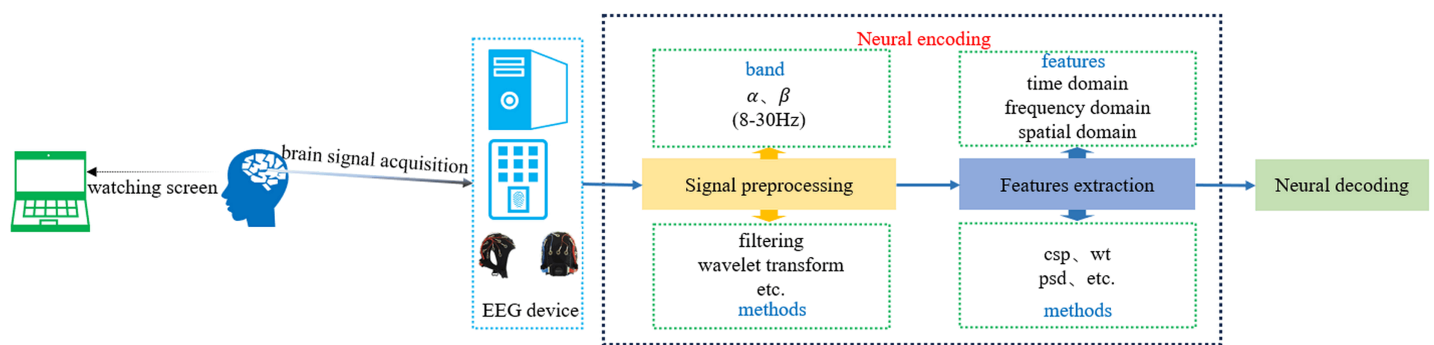 watching screen
brain signal acquisition
EEG device
Neural encoding
band
α、β
(8-30Hz)
Signal preprocessing
filtering
wavelet transform
etc.
methods
features
time domain
frequency domain
spatial domain
Features extraction
csp、wt
psd、etc.
methods
Neural decoding